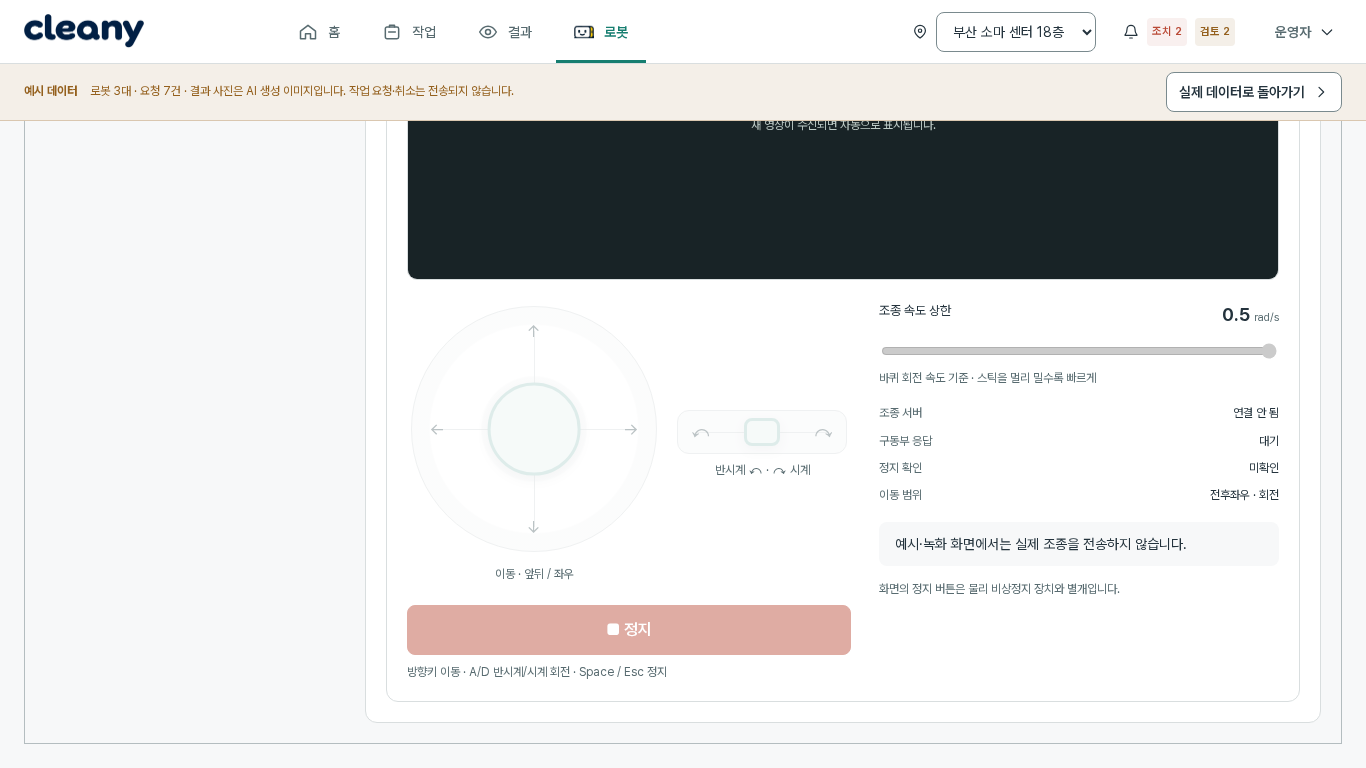 cleany
홈
작업
결과
로봇
부산 소마 센터 18층
조치 2
검토 2
운영자
예시 데이터 로봇 3대 · 요청 7건 · 결과 사진은 AI 생성 이미지입니다. 작업 요청·취소는 전송되지 않습니다.
실제 데이터로 돌아가기
새 영상이 수신되면 자동으로 표시됩니다.
반시계 · 시계
이동 · 앞뒤 / 좌우
정지
방향키 이동 · A/D 반시계/시계 회전 · Space / Esc 정지
조종 속도 상한 0.5 rad/s
바퀴 회전 속도 기준 · 스틱을 멀리 밀수록 빠르게
조종 서버 연결 안 됨
구동부 응답 대기
정지 확인 미확인
이동 범위 전후좌우 · 회전
예시·녹화 화면에서는 실제 조종을 전송하지 않습니다.
화면의 정지 버튼은 물리 비상정지 장치와 별개입니다.